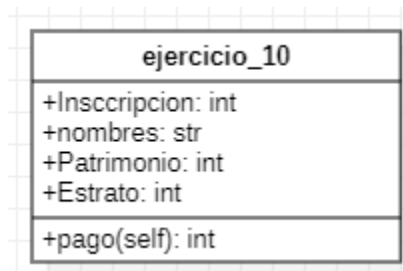 ejercicio_10
+Insccripcion: int
+nombres: str
+Patrimonio: int
+Estrato: int
+pago(self): int